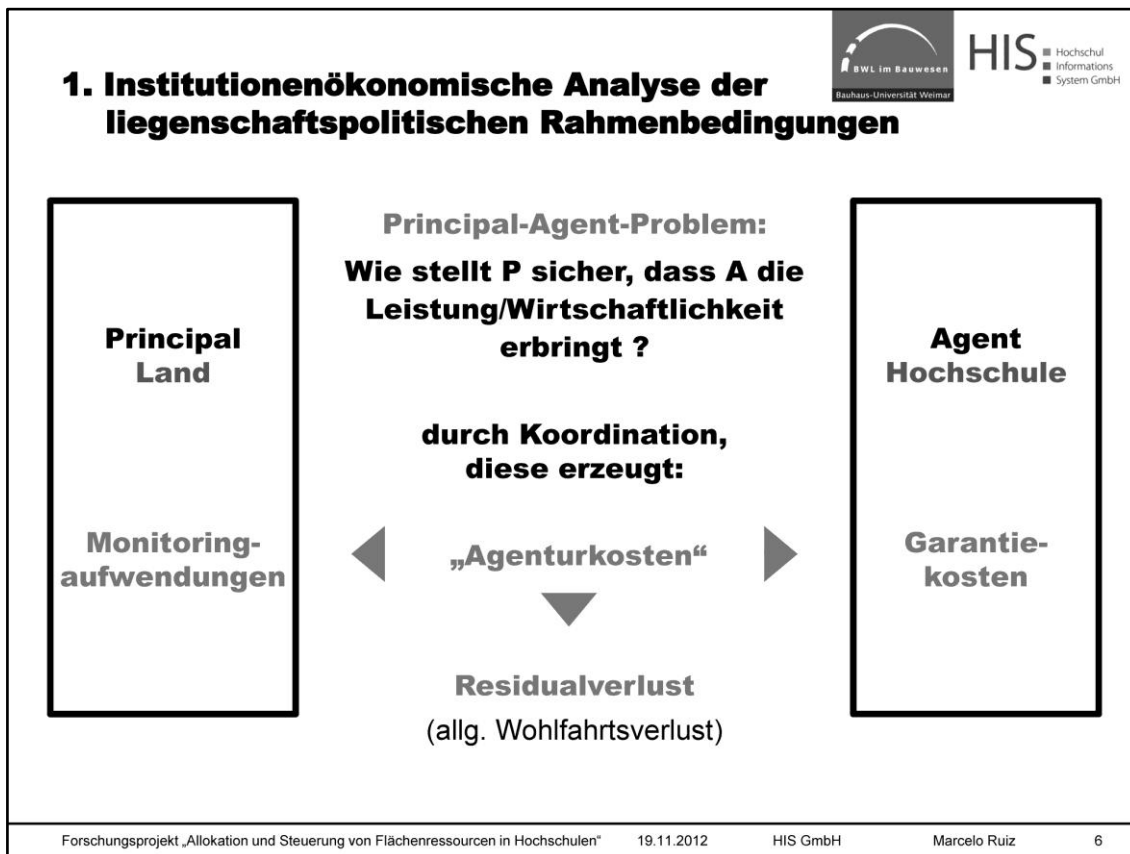 BWL im Bauwesen
Bauhaus-Universität Weimar
HIS
Hochschul
Informations
System GmbH
1. Institutionenökonomische Analyse der
liegenschaftspolitischen Rahmenbedingungen
Principal
Land
Monitoring-
aufwendungen
Principal-Agent-Problem:
Wie stellt P sicher, dass A die
Leistung/Wirtschaftlichkeit
erbringt ?
durch Koordination,
diese erzeugt:
„Agenturkosten“
Residualverlust
(allg. Wohlfahrtsverlust)
Agent
Hochschule
Garantie-
kosten
Forschungsprojekt „Allokation und Steuerung von Flächenressourcen in Hochschulen“ 19.11.2012 HIS GmbH Marcelo Ruiz 6